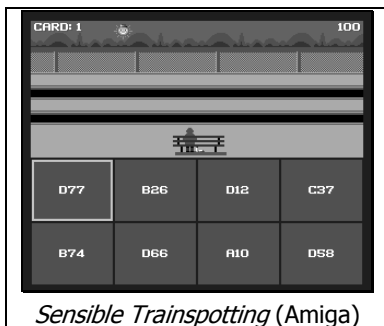 CARD: 1 100
D77 B26 D12 C37
B74 D66 A10 D58
Sensible Trainspotting (Amiga)